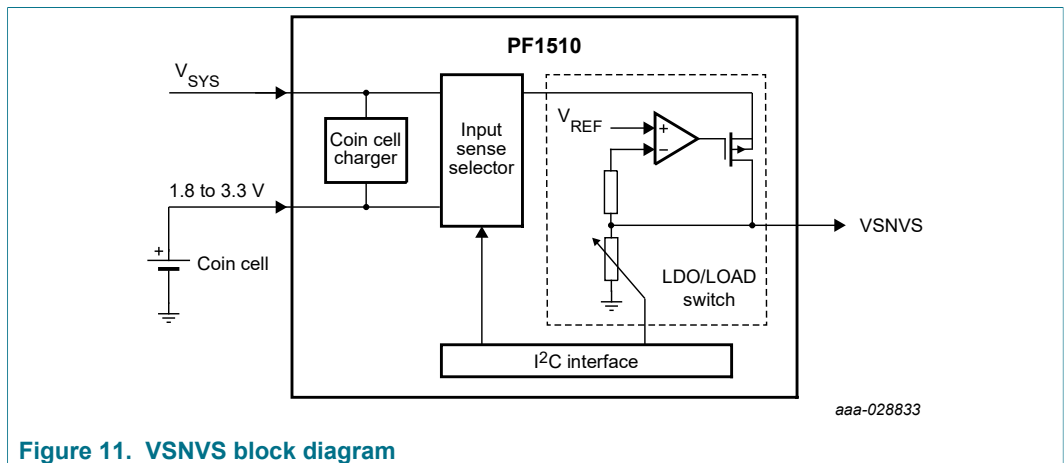 PF1510
VSYS
Coin cell
charger
Input
sense
selector
VREF
+
−
1.8 to 3.3 V
VSNVS
+
Coin cell
LDO/LOAD
switch
I2C interface
aaa-028833
Figure 11. VSNVS block diagram